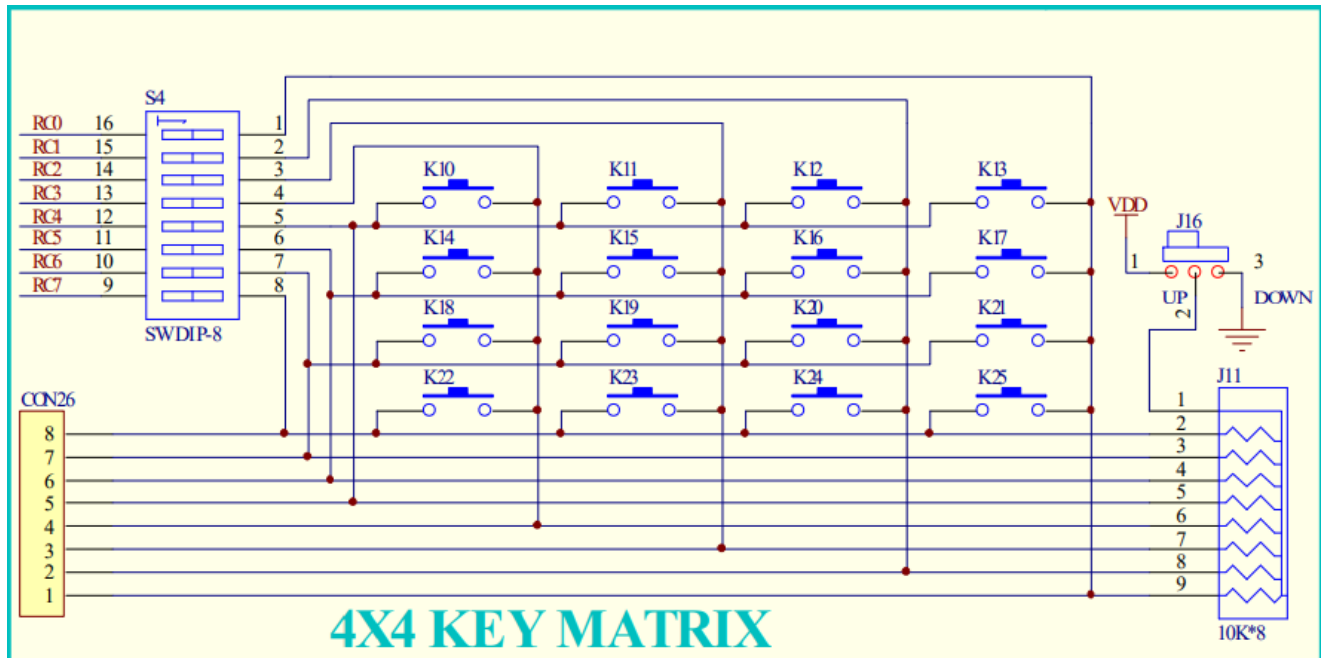 S4
RC0 16 1
RC1 15 2
RC2 14 3
RC3 13 4
RC4 12 5
RC5 11 6
RC6 10 7
RC7 9 8
SWDIP-8
K10 K11 K12 K13
K14 K15 K16 K17
K18 K19 K20 K21
K22 K23 K24 K25
VDD
J16
1 3
UP DOWN
2
CON26
8
7
6
5
4
3
2
1
J11
1
2
3
4
5
6
7
8
9
10K*8
4X4 KEY MATRIX